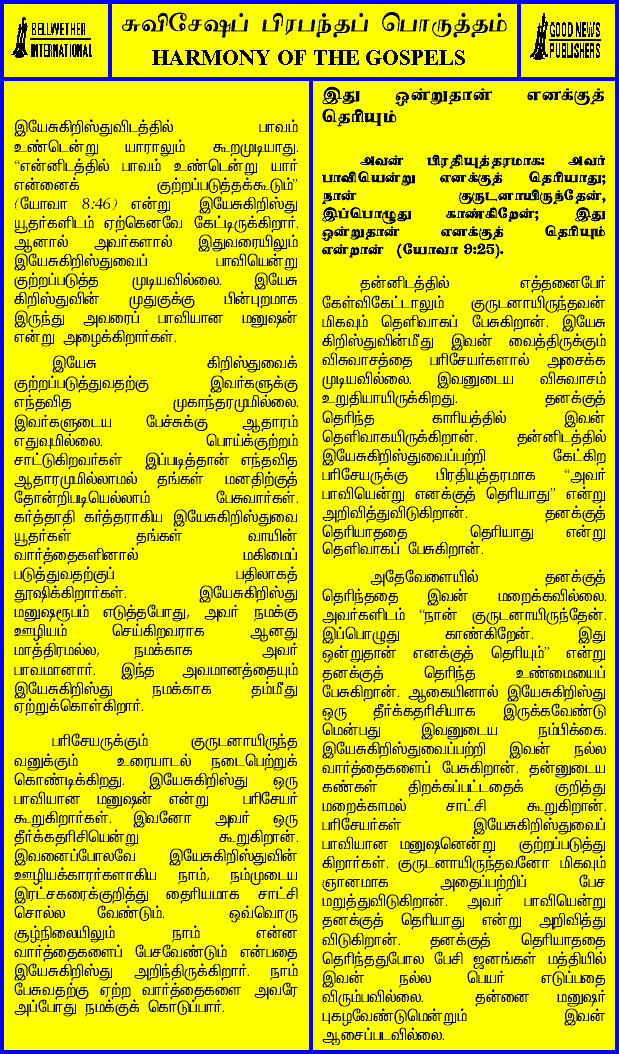 BELLWETHER
INTERNATIONAL
சுவிசேஷப் பிரபந்தப் பொருத்தம்
HARMONY OF THE GOSPELS
GOOD NEWS
PUBLISHERS
இயேசுகிறிஸ்துவிடத்தில் பாவம்
உண்டென்று யாராலும் கூறமுடியாது.
“என்னிடத்தில் பாவம் உண்டென்று யார்
என்னைக் குற்றப்படுத்தக்கூடும்”
(யோவா 8:46) என்று இயேசுகிறிஸ்து
யூதர்களிடம் ஏற்கெனவே கேட்டிருக்கிறார்.
ஆனால் அவர்களால் இதுவரையிலும்
இயேசுகிறிஸ்துவைப் பாவியென்று
குற்றப்படுத்த முடியவில்லை. இயேசு
கிறிஸ்துவின் முதுகுக்கு பின்புறமாக
இருந்து அவரைப் பாவியான மனுஷன்
என்று அழைக்கிறார்கள்.
இயேசு கிறிஸ்துவைக்
குற்றப்படுத்துவதற்கு இவர்களுக்கு
எந்தவித முகாந்தரமுமில்லை.
இவர்களுடைய பேச்சுக்கு ஆதாரம்
எதுவுமில்லை. பொய்க்குற்றம்
சாட்டுகிறவர்கள் இப்படித்தான் எந்தவித
ஆதாரமுமில்லாமல் தங்கள் மனதிற்குத்
தோன்றிபடியெல்லாம் பேசுவார்கள்.
கர்த்தாதி கர்த்தராகிய இயேசுகிறிஸ்துவை
யூதர்கள் தங்கள் வாயின்
வார்த்தைகளினால் மகிமைப்
படுத்துவதற்குப் பதிலாகத்
தூஷிக்கிறார்கள். இயேசுகிறிஸ்து
மனுஷரூபம் எடுத்தபோது, அவர் நமக்கு
ஊழியம் செய்கிறவராக ஆனது
மாத்திரமல்ல, நமக்காக அவர்
பாவமானார். இந்த அவமானத்தையும்
இயேசுகிறிஸ்து நமக்காக தம்மீது
ஏற்றுக்கொள்கிறார்.
பரிசேயருக்கும் குருடனாயிருந்த
வனுக்கும் உரையாடல் நடைபெற்றுக்
கொண்டிக்கிறது. இயேசுகிறிஸ்து ஒரு
பாவியான மனுஷன் என்று பரிசேயர்
கூறுகிறார்கள். இவனோ அவர் ஒரு
தீர்க்கதரிசியென்று கூறுகிறான்.
இவனைப்போலவே இயேசுகிறிஸ்துவின்
ஊழியக்காரர்களாகிய நாம், நம்முடைய
இரட்சகரைக்குறித்து தைரியமாக சாட்சி
சொல்ல வேண்டும். ஒவ்வொரு
சூழ்நிலையிலும் நாம் என்ன
வார்த்தைகளைப் பேசவேண்டும் என்பதை
இயேசுகிறிஸ்து அறிந்திருக்கிறார். நாம்
பேசுவதற்கு ஏற்ற வார்த்தைகளை அவரே
அப்போது நமக்குக் கொடுப்பார்.
இது ஒன்றுதான் எனக்குத்
தெரியும்
அவன் பிரதியுத்தரமாக: அவர்
பாவியென்று எனக்குத் தெரியாது;
நான் குருடனாயிருந்தேன்,
இப்பொழுது காண்கிறேன்; இது
ஒன்றுதான் எனக்குத் தெரியும்
என்றான் (யோவா 9:25).
தன்னிடத்தில் எத்தனைபேர்
கேள்விகேட்டாலும் குருடனாயிருந்தவன்
மிகவும் தெளிவாகப் பேசுகிறான். இயேசு
கிறிஸ்துவின்மீது இவன் வைத்திருக்கும்
விசுவாசத்தை பரிசேயர்களால் அசைக்க
முடியவில்லை. இவனுடைய விசுவாசம்
உறுதியாயிருக்கிறது. தனக்குத்
தெரிந்த காரியத்தில் இவன்
தெளிவாகயிருக்கிறான். தன்னிடத்தில்
இயேசுகிறிஸ்துவைப்பற்றி கேட்கிற
பரிசேயருக்கு பிரதியுத்தரமாக “அவர்
பாவியென்று எனக்குத் தெரியாது” என்று
அறிவித்துவிடுகிறான். தனக்குத்
தெரியாததை தெரியாது என்று
தெளிவாகப் பேசுகிறான்.
அதேவேளையில் தனக்குத்
தெரிந்ததை இவன் மறைக்கவில்லை.
அவர்களிடம் “நான் குருடனாயிருந்தேன்.
இப்பொழுது காண்கிறேன். இது
ஒன்றுதான் எனக்குத் தெரியும்” என்று
தனக்குத் தெரிந்த உண்மையைப்
பேசுகிறான். ஆகையினால் இயேசுகிறிஸ்து
ஒரு தீர்க்கதரிசியாக இருக்கவேண்டு
மென்பது இவனுடைய நம்பிக்கை.
இயேசுகிறிஸ்துவைப்பற்றி இவன் நல்ல
வார்த்தைகளைப் பேசுகிறான். தன்னுடைய
கண்கள் திறக்கப்பட்டதைக் குறித்து
மறைக்காமல் சாட்சி கூறுகிறான்.
பரிசேயர்கள் இயேசுகிறிஸ்துவைப்
பாவியான மனுஷனென்று குற்றப்படுத்து
கிறார்கள். குருடனாயிருந்தவனோ மிகவும்
ஞானமாக அதைப்பற்றிப் பேச
மறுத்துவிடுகிறான். அவர் பாவியென்று
தனக்குத் தெரியாது என்று அறிவித்து
விடுகிறான். தனக்குத் தெரியாததை
தெரிந்ததுபோல பேசி ஜனங்கள் மத்தியில்
இவன் நல்ல பெயர் எடுப்பதை
விரும்பவில்லை. தன்னை மனுஷர்
புகழவேண்டுமென்றும் இவன்
ஆசைப்படவில்லை.